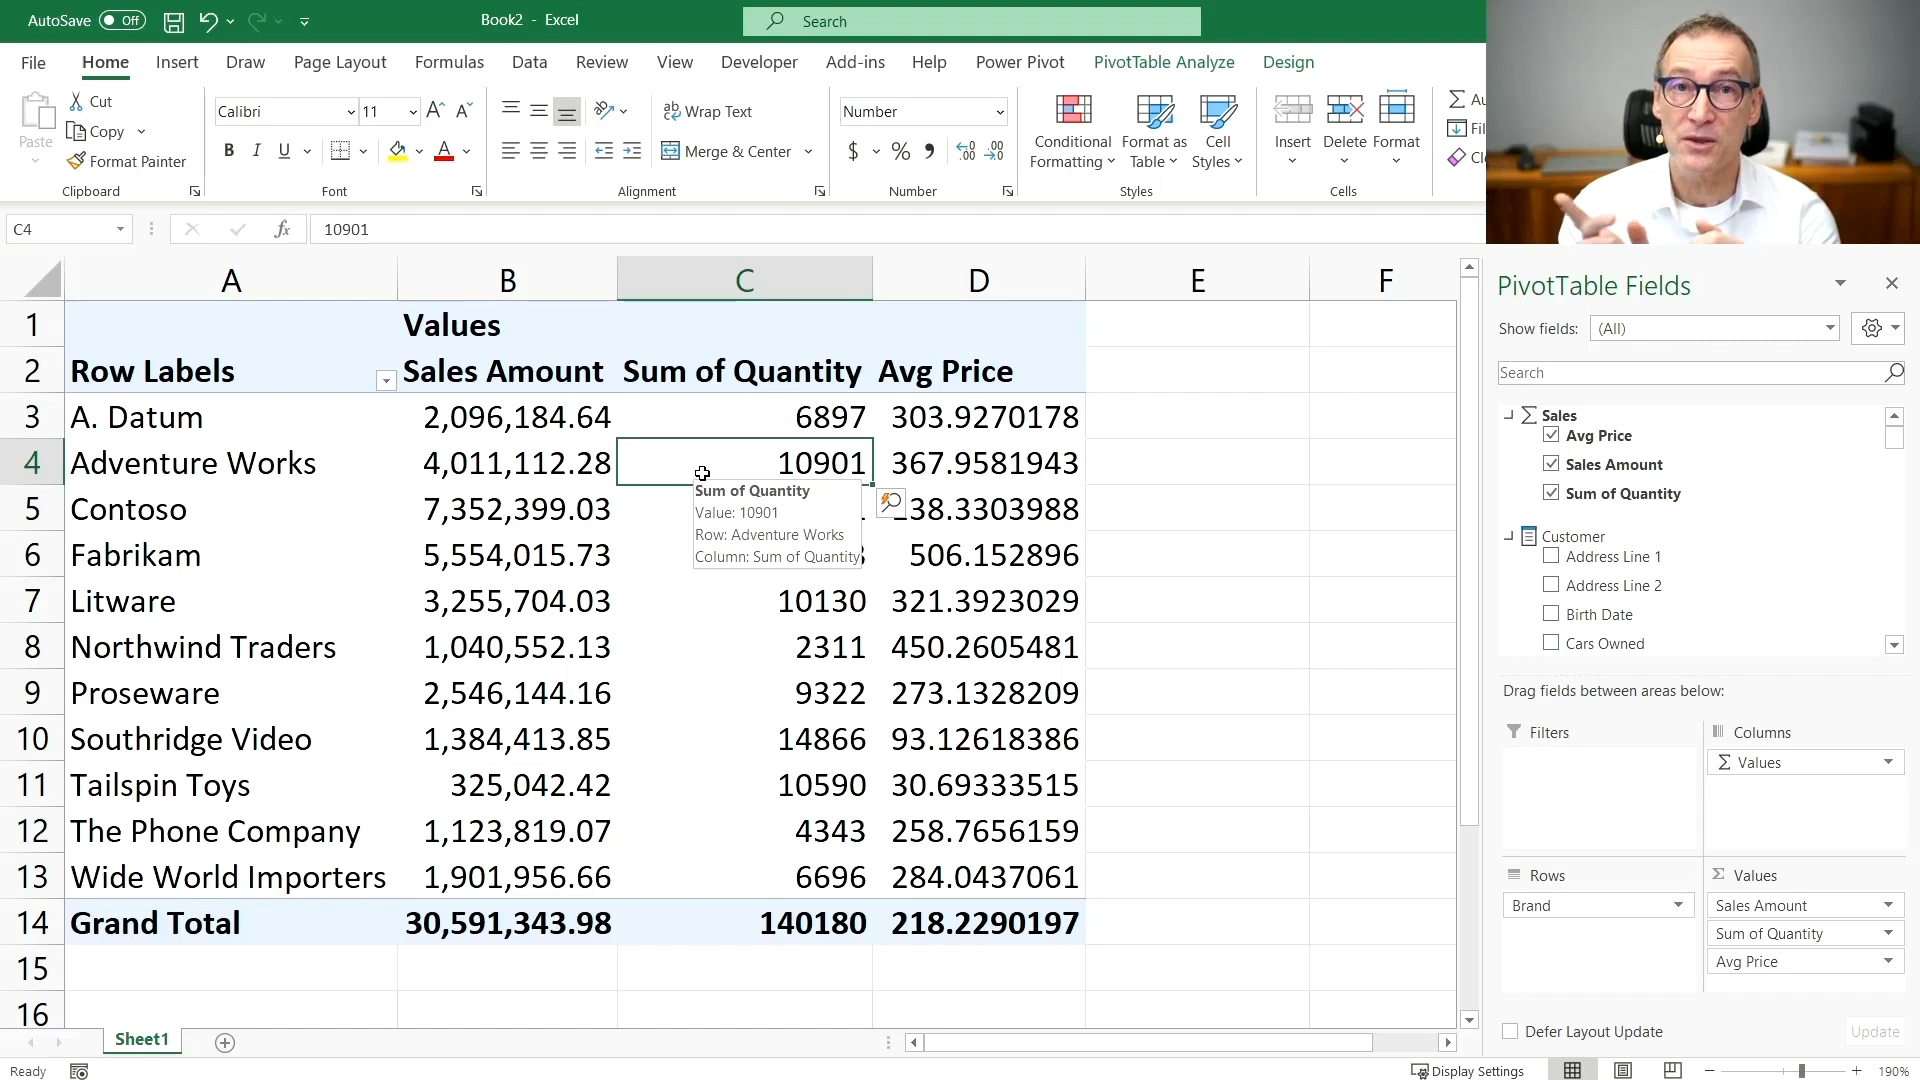 AutoSave Off Book2 - Excel Search
File Home Insert Draw Page Layout Formulas Data Review View Developer Add-ins Help Power Pivot PivotTable Analyze Design
Paste Cut Copy Format Painter Clipboard
Calibri 11 B I U A Font
ab Wrap Text Merge & Center Alignment
Number $ % Number
Conditional Formatting Format as Table Cell Styles Styles
Insert Delete Format Cells
C4 fx 10901
A B C D E F
1 Values
2 Row Labels Sales Amount Sum of Quantity Avg Price
3 A. Datum 2,096,184.64 6897 303.9270178
4 Adventure Works 4,011,112.28 10901 367.9581943
5 Contoso 7,352,399.03 38.3303988
6 Fabrikam 5,554,015.73 506.152896
7 Litware 3,255,704.03 10130 321.3923029
8 Northwind Traders 1,040,552.13 2311 450.2605481
9 Proseware 2,546,144.16 9322 273.1328209
10 Southridge Video 1,384,413.85 14866 93.12618386
11 Tailspin Toys 325,042.42 10590 30.69333515
12 The Phone Company 1,123,819.07 4343 258.7656159
13 Wide World Importers 1,901,956.66 6696 284.0437061
14 Grand Total 30,591,343.98 140180 218.2290197
15
16
Sum of Quantity
Value: 10901
Row: Adventure Works
Column: Sum of Quantity
Sheet1
PivotTable Fields
Show fields: (All)
Search
Sales
Avg Price
Sales Amount
Sum of Quantity
Customer
Address Line 1
Address Line 2
Birth Date
Cars Owned
Drag fields between areas below:
Filters Columns
Values
Rows Values
Brand Sales Amount
Sum of Quantity
Avg Price
Defer Layout Update Update
Ready Display Settings 190%